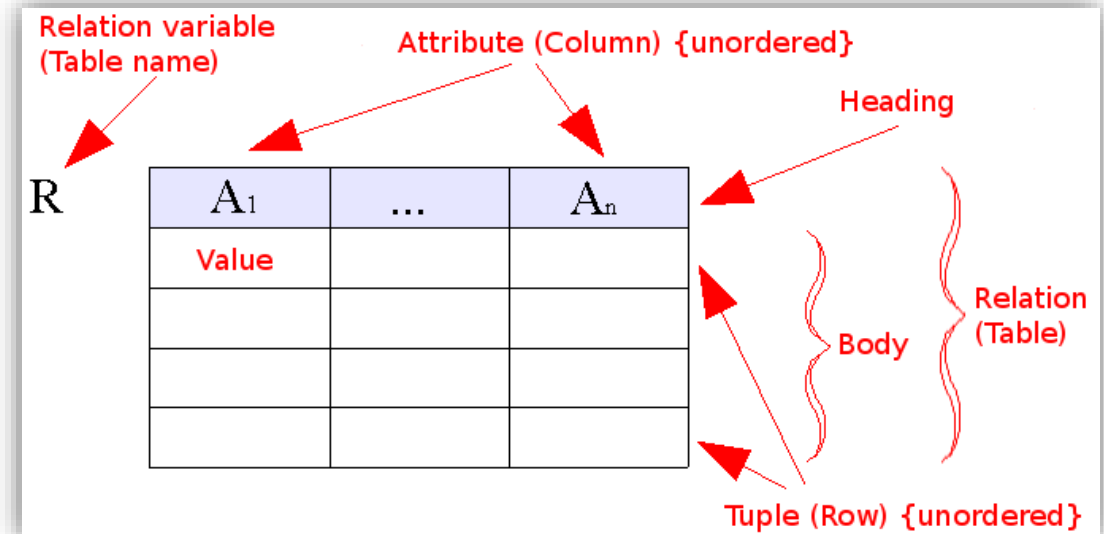 Relation variable
(Table name)
Attribute (Column) {unordered}
Heading
R
A1 ... An
Value
Relation
(Table)
Body
Tuple (Row) {unordered}